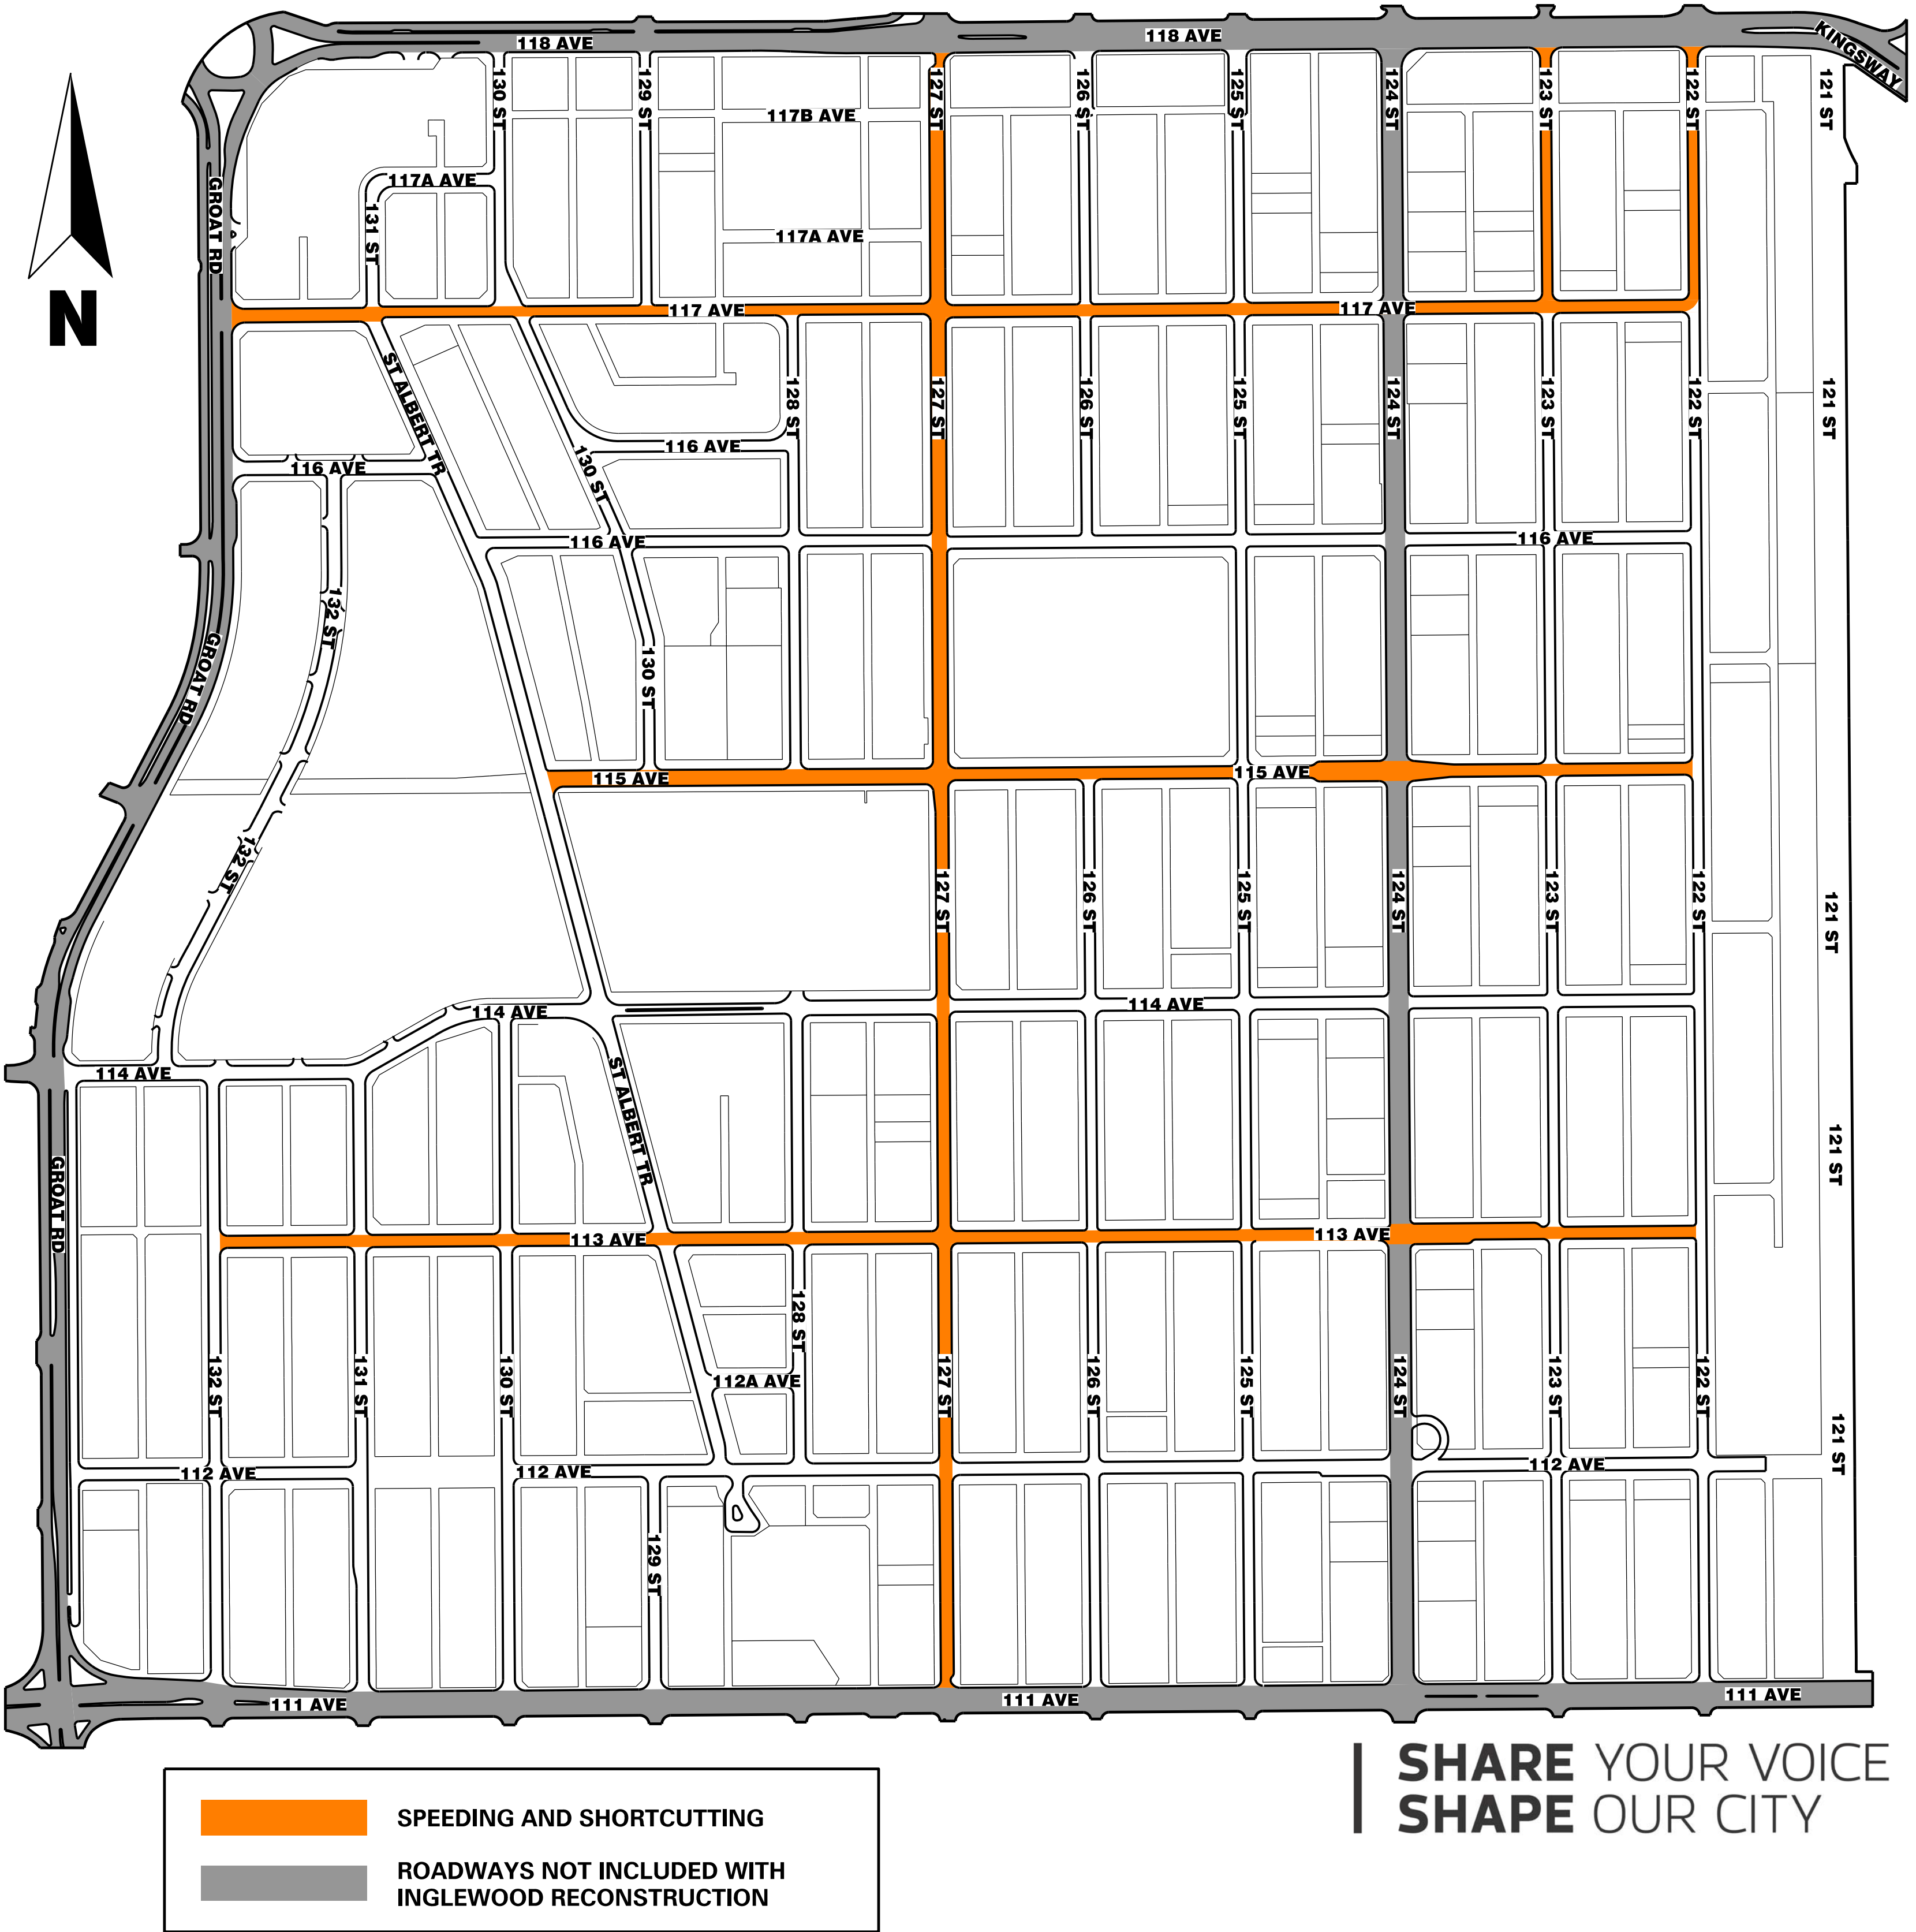 118 AVE
118 AVE
KINGSWAY
130 ST
129 ST
127 ST
126 ST
125 ST
124 ST
123 ST
122 ST
121 ST
117B AVE
GROAT RD
117A AVE
131 ST
117A AVE
N
117 AVE
117 AVE
ST ALBERT TR
128 ST
127 ST
126 ST
125 ST
124 ST
123 ST
122 ST
121 ST
116 AVE
116 AVE
130 ST
116 AVE
116 AVE
132 ST
GROAT RD
130 ST
115 AVE
115 AVE
132 ST
127 ST
126 ST
125 ST
124 ST
123 ST
122 ST
121 ST
114 AVE
114 AVE
114 AVE
ST ALBERT TR
GROAT RD
121 ST
113 AVE
113 AVE
128 ST
112A AVE
132 ST
131 ST
130 ST
127 ST
126 ST
125 ST
124 ST
123 ST
122 ST
121 ST
112 AVE
112 AVE
112 AVE
129 ST
111 AVE
111 AVE
111 AVE
SHARE YOUR VOICE
SHAPE OUR CITY
SPEEDING AND SHORTCUTTING
ROADWAYS NOT INCLUDED WITH
INGLEWOOD RECONSTRUCTION